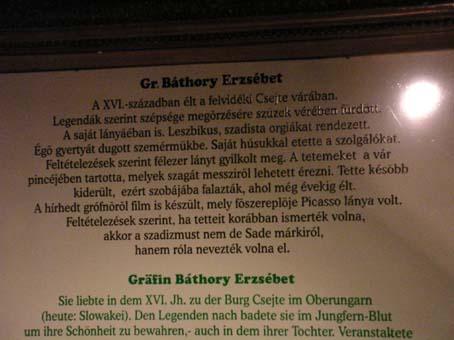 Gr. Báthory Erzsébet
A XVI.-században élt a felvidéki Csejte várában.
Legendák szerint szépsége megőrzésére szüzek vérében fürdött.
A saját lányáéban is. Leszbikus, szadista orgiákat rendezett.
Égő gyertyát dugott szemérmükbe. Saját húsukkal etette a szolgálókat.
Feltételezések szerint félezer lányt gyilkolt meg. A tetemeket a vár
pincéjében tartotta, melyek szagát messziről lehetett érezni. Tette később
kiderült, ezért szobájába falazták, ahol még évekig élt.
A hírhedt grófnőről film is készült, mely főszereplője Picasso lánya volt.
Feltételezések szerint, ha tetteit korábban ismerték volna,
akkor a szadizmust nem de Sade márkiról,
hanem róla nevezték volna el.
Gräfin Báthory Erzsébet
Sie liebte in dem XVI. Jh. zu der Burg Csejte im Oberungarn
(heute: Slowakei). Den Legenden nach badete sie im Jungfern-Blut
um ihre Schönheit zu bewahren,- auch in dem ihrer Tochter. Veranstaltete